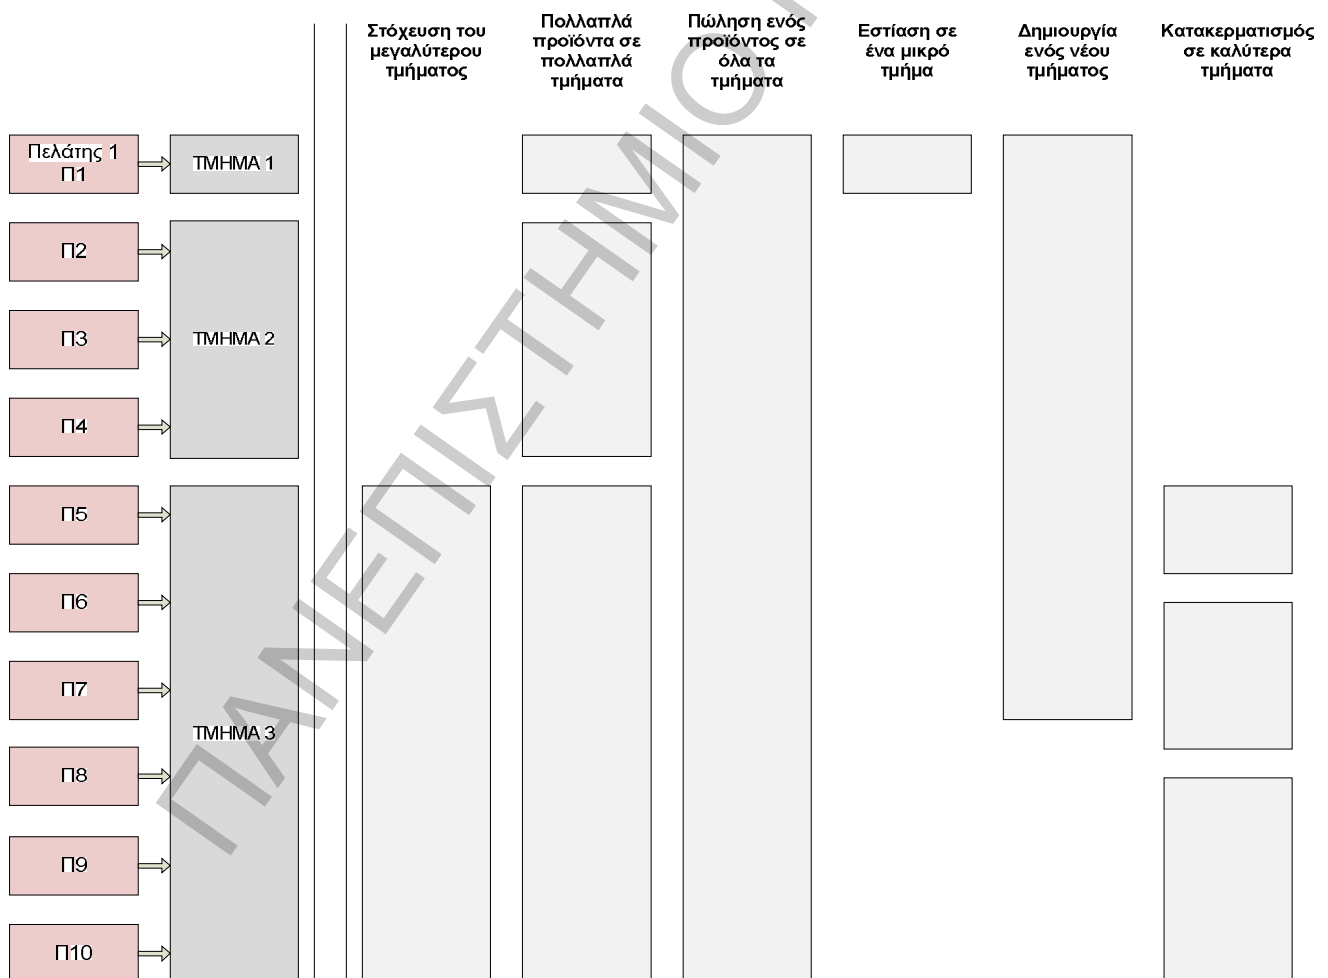 Στόχευση του
μεγαλύτερου
τμήματος
Πολλαπλά
προϊόντα σε
πολλαπλά
τμήματα
Πώληση ενός
προϊόντος σε
όλα τα
τμήματα
Εστίαση σε
ένα μικρό
τμήμα
Δημιουργία
ενός νέου
τμήματος
Κατακερματισμός
σε καλύτερα
τμήματα
Πελάτης 1
Π1
ΤΜΗΜΑ 1
Π2
Π3
ΤΜΗΜΑ 2
Π4
Π5
Π6
Π7
ΤΜΗΜΑ 3
Π8
Π9
Π10
ΠΑΝΕΠΙΣΤΗΜΙΟ